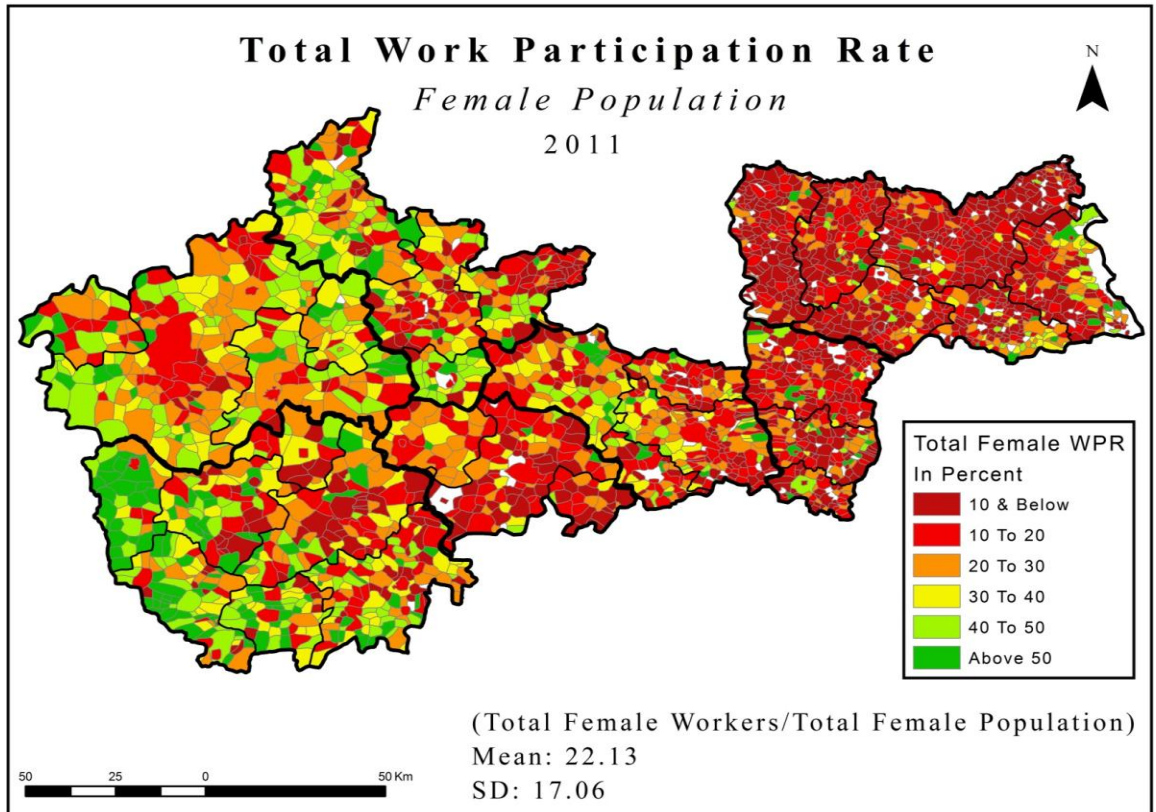 Total Work Participation Rate
Female Population
2011
N
Total Female WPR
In Percent
10 & Below
10 To 20
20 To 30
30 To 40
40 To 50
Above 50
(Total Female Workers/Total Female Population)
Mean: 22.13
SD: 17.06
50 25 0 50 Km